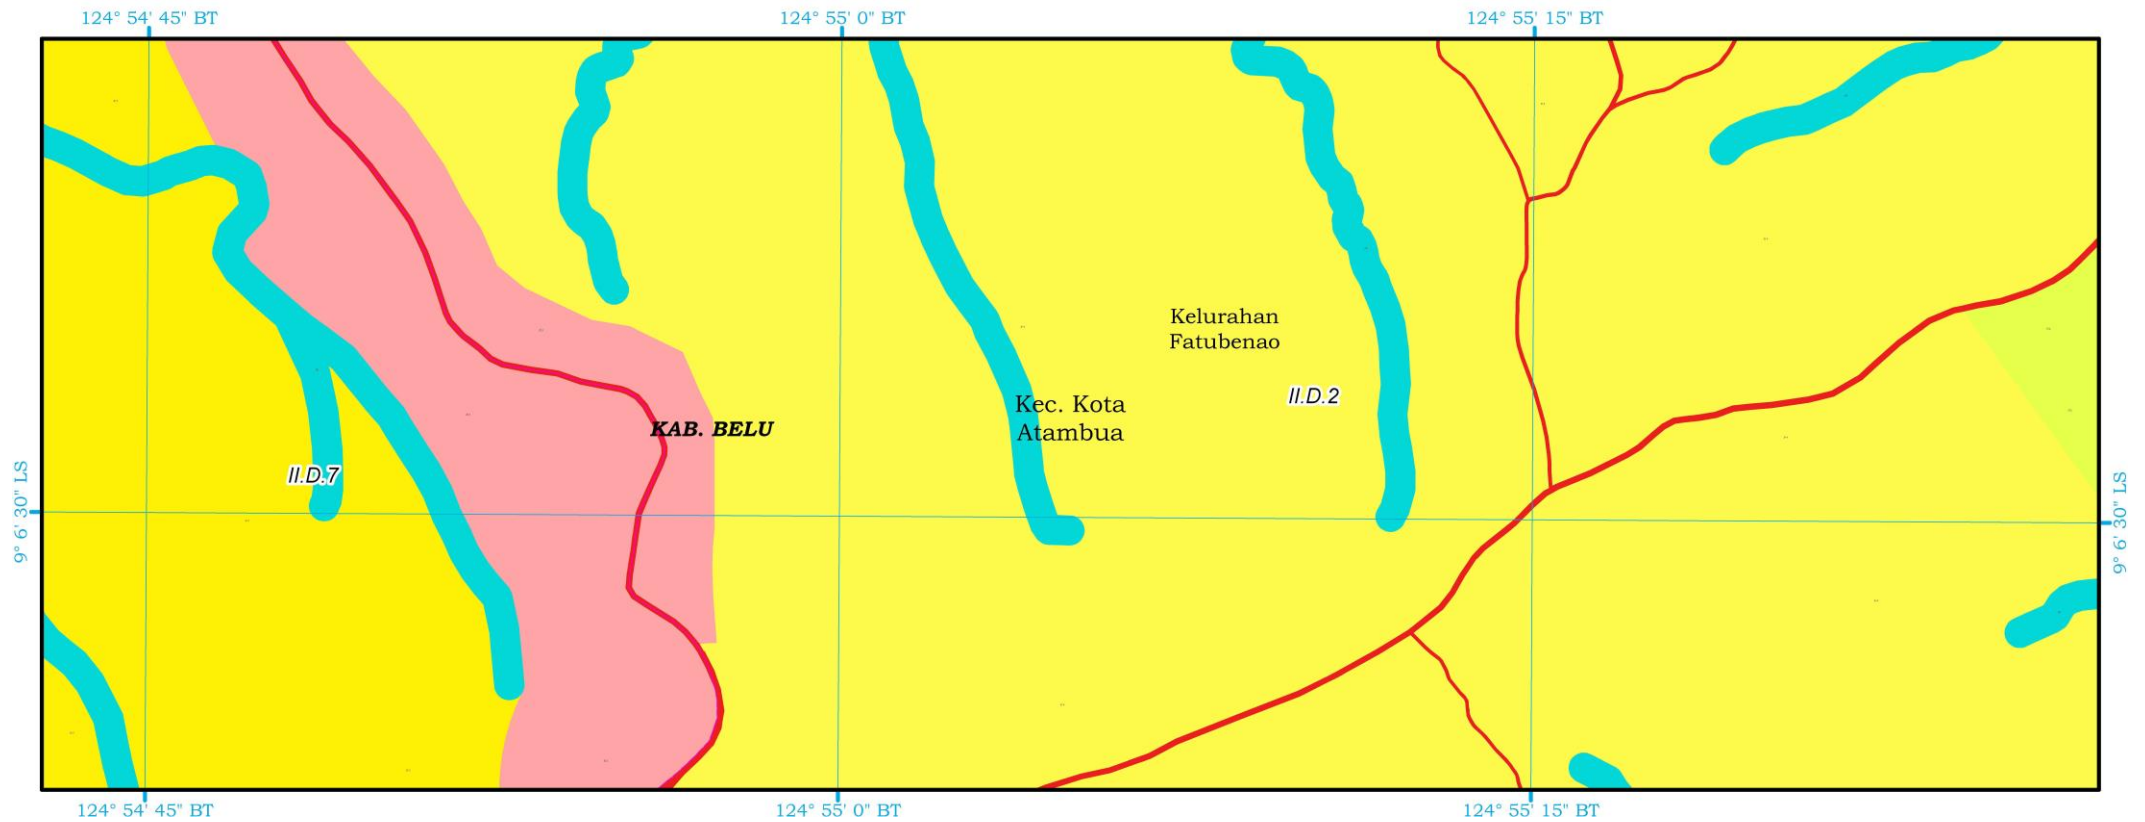 124° 54' 45" BT
124° 55' 0" BT
124° 55' 15" BT
Kelurahan
Fatubenao
II.D.2
Kec. Kota
Atambua
KAB. BELU
II.D.7
9° 6' 30" LS
9° 6' 30" LS
124° 54' 45" BT
124° 55' 0" BT
124° 55' 15" BT